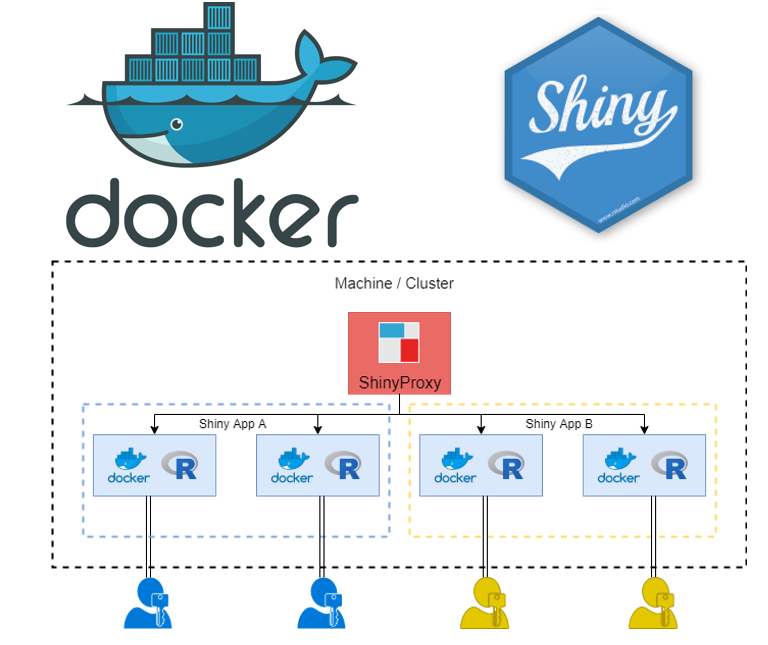 docker
Shiny
www.rstudio.com
Machine / Cluster
ShinyProxy
Shiny App A
Shiny App B
docker R
docker R
docker R
docker R